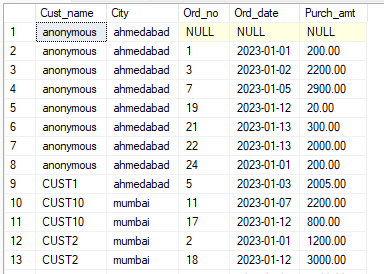 Cust_name City Ord_no Ord_date Purch_amt
1 anonymous ahmedabad NULL NULL NULL
2 anonymous ahmedabad 1 2023-01-01 200.00
3 anonymous ahmedabad 3 2023-01-02 2200.00
4 anonymous ahmedabad 7 2023-01-05 2900.00
5 anonymous ahmedabad 19 2023-01-12 20.00
6 anonymous ahmedabad 21 2023-01-13 300.00
7 anonymous ahmedabad 22 2023-01-13 2000.00
8 anonymous ahmedabad 24 2023-01-01 200.00
9 CUST1 ahmedabad 5 2023-01-03 2005.00
10 CUST10 mumbai 11 2023-01-07 2200.00
11 CUST10 mumbai 17 2023-01-12 800.00
12 CUST2 mumbai 2 2023-01-01 1200.00
13 CUST2 mumbai 18 2023-01-12 3000.00